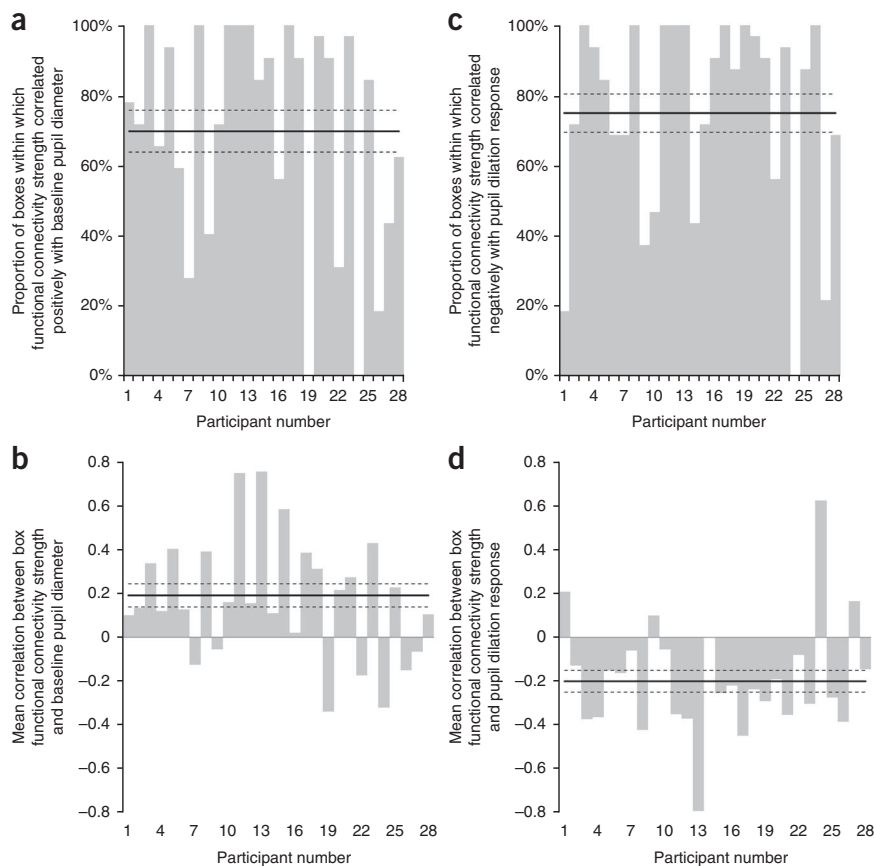 a
Proportion of boxes within which
functional connectivity strength correlated
positively with baseline pupil diameter
100%
80%
60%
40%
20%
0%
1 4 7 10 13 16 19 22 25 28
Participant number
c
Proportion of boxes within which
functional connectivity strength correlated
negatively with pupil dilation response
100%
80%
60%
40%
20%
0%
1 4 7 10 13 16 19 22 25 28
Participant number
b
Mean correlation between box
functional connectivity strength
and baseline pupil diameter
0.8
0.6
0.4
0.2
0
–0.2
–0.4
–0.6
–0.8
1 4 7 10 13 16 19 22 25 28
Participant number
d
Mean correlation between box
functional connectivity strength
and pupil dilation response
0.8
0.6
0.4
0.2
0
–0.2
–0.4
–0.6
–0.8
1 4 7 10 13 16 19 22 25 28
Participant number